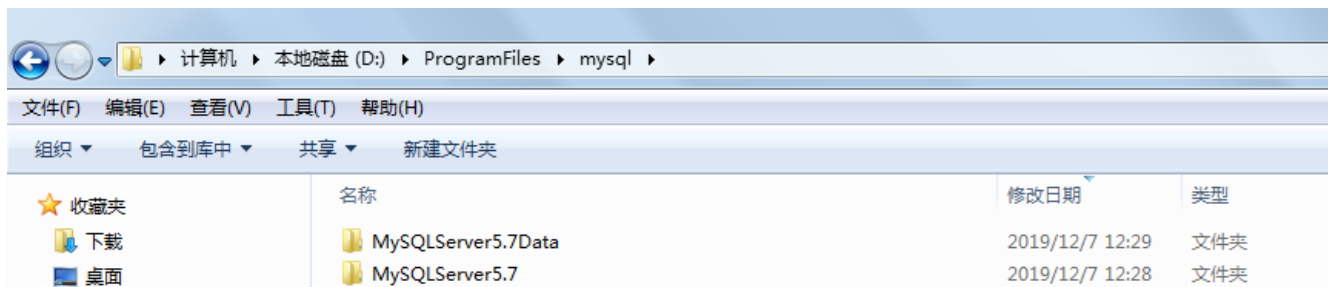 计算机 本地磁盘 (D:) ProgramFiles mysql
文件(F) 编辑(E) 查看(V) 工具(T) 帮助(H)
组织 包含到库中 共享 新建文件夹
收藏夹 名称 修改日期 类型
下载 MySQLServer5.7Data 2019/12/7 12:29 文件夹
桌面 MySQLServer5.7 2019/12/7 12:28 文件夹